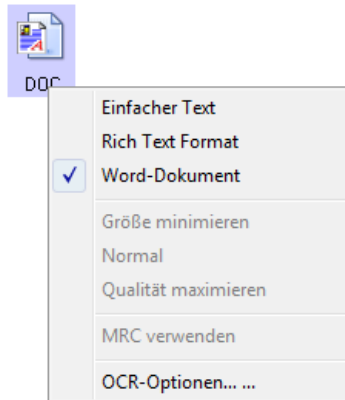 DOC
Einfacher Text
Rich Text Format
Word-Dokument
Größe minimieren
Normal
Qualität maximieren
MRC verwenden
OCR-Optionen... ...